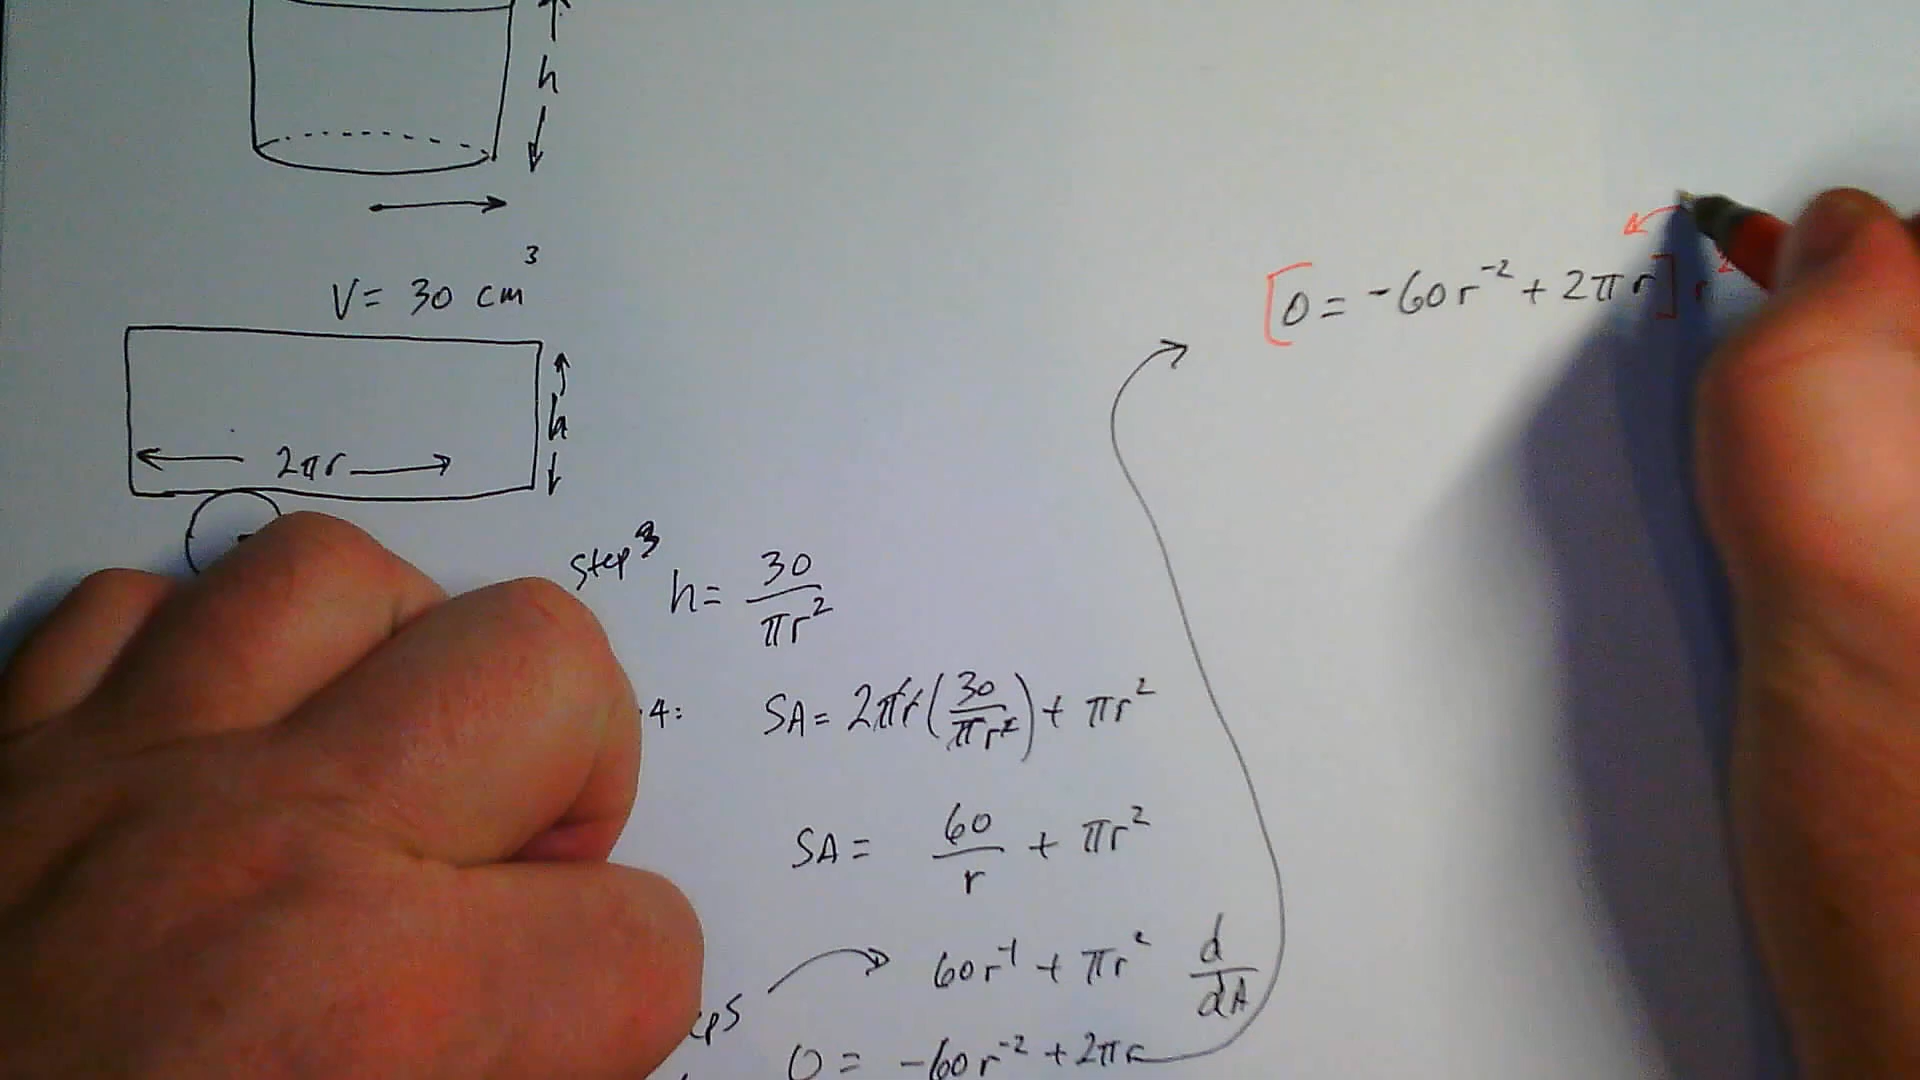 h
V = 30 cm³
h
2πr
[0 = -60r⁻² + 2πr] r²
step 3
h = 30/πr²
4:
SA = 2πr(30/πr²) + πr²
SA = 60/r + πr²
60r⁻¹ + πr² d/dA
0 = -60r⁻² + 2πr